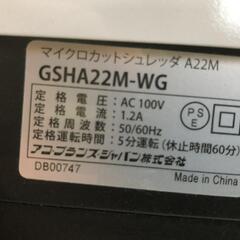 マイクロカットシュレッダ A22M
GSHA22M-WG
定格電圧：AC 100V
定格電流：1.2A
定格周波数：50/60Hz
定格運転時間：5分運転（休止時間60分）
アコ・ブランズ・ジャパン株式会社
DB00747
PSE
Made in China